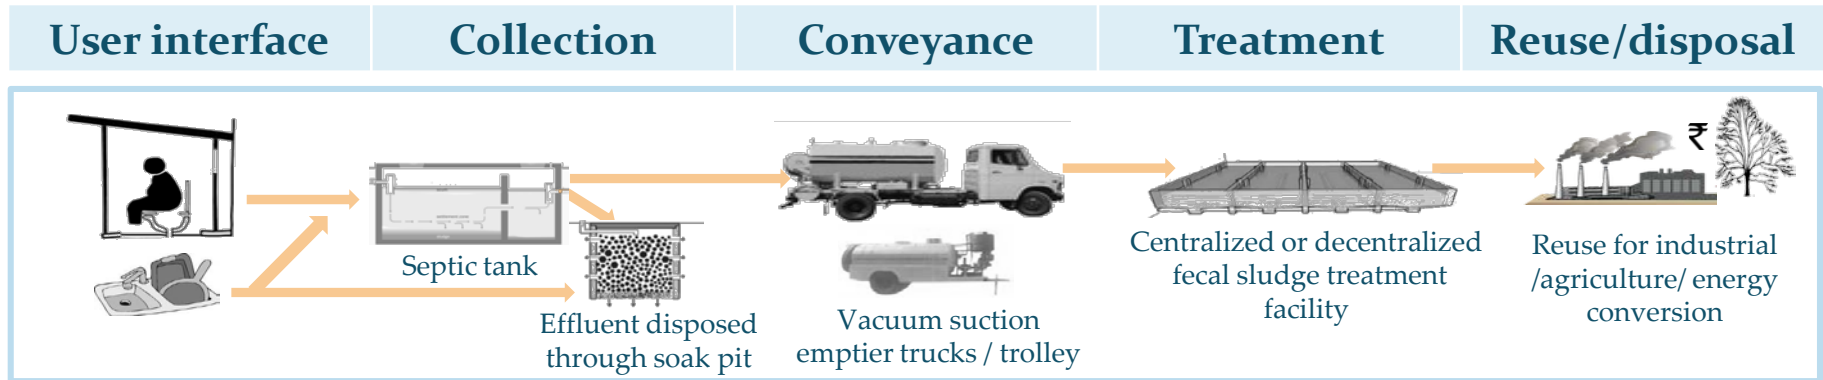 User interface
Collection
Conveyance
Treatment
Reuse/disposal
Septic tank
Effluent disposed
through soak pit
Vacuum suction
emptier trucks / trolley
Centralized or decentralized
fecal sludge treatment
facility
₹
Reuse for industrial
/agriculture/ energy
conversion